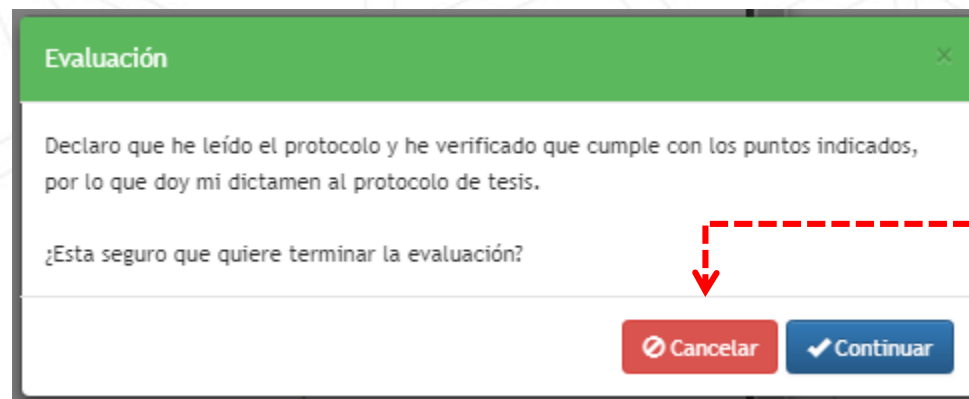 Evaluación
Declaro que he leído el protocolo y he verificado que cumple con los puntos indicados,
por lo que doy mi dictamen al protocolo de tesis.
¿Esta seguro que quiere terminar la evaluación?
Cancelar
Continuar